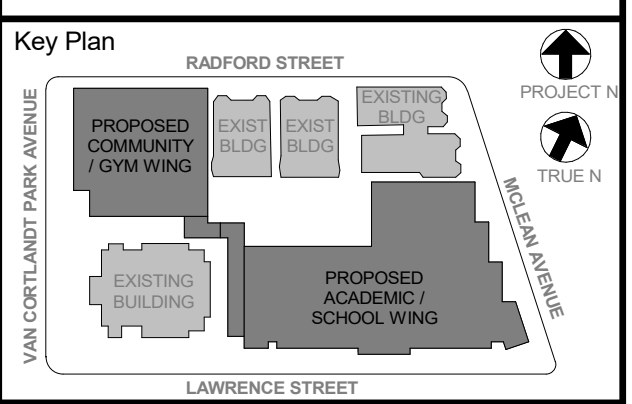 Key Plan
RADFORD STREET
PROJECT N
TRUE N
VAN CORTLANDT PARK AVENUE
PROPOSED
COMMUNITY
/ GYM WING
EXIST
BLDG
EXIST
BLDG
EXISTING
BLDG
MCLEAN AVENUE
EXISTING
BUILDING
PROPOSED
ACADEMIC /
SCHOOL WING
LAWRENCE STREET